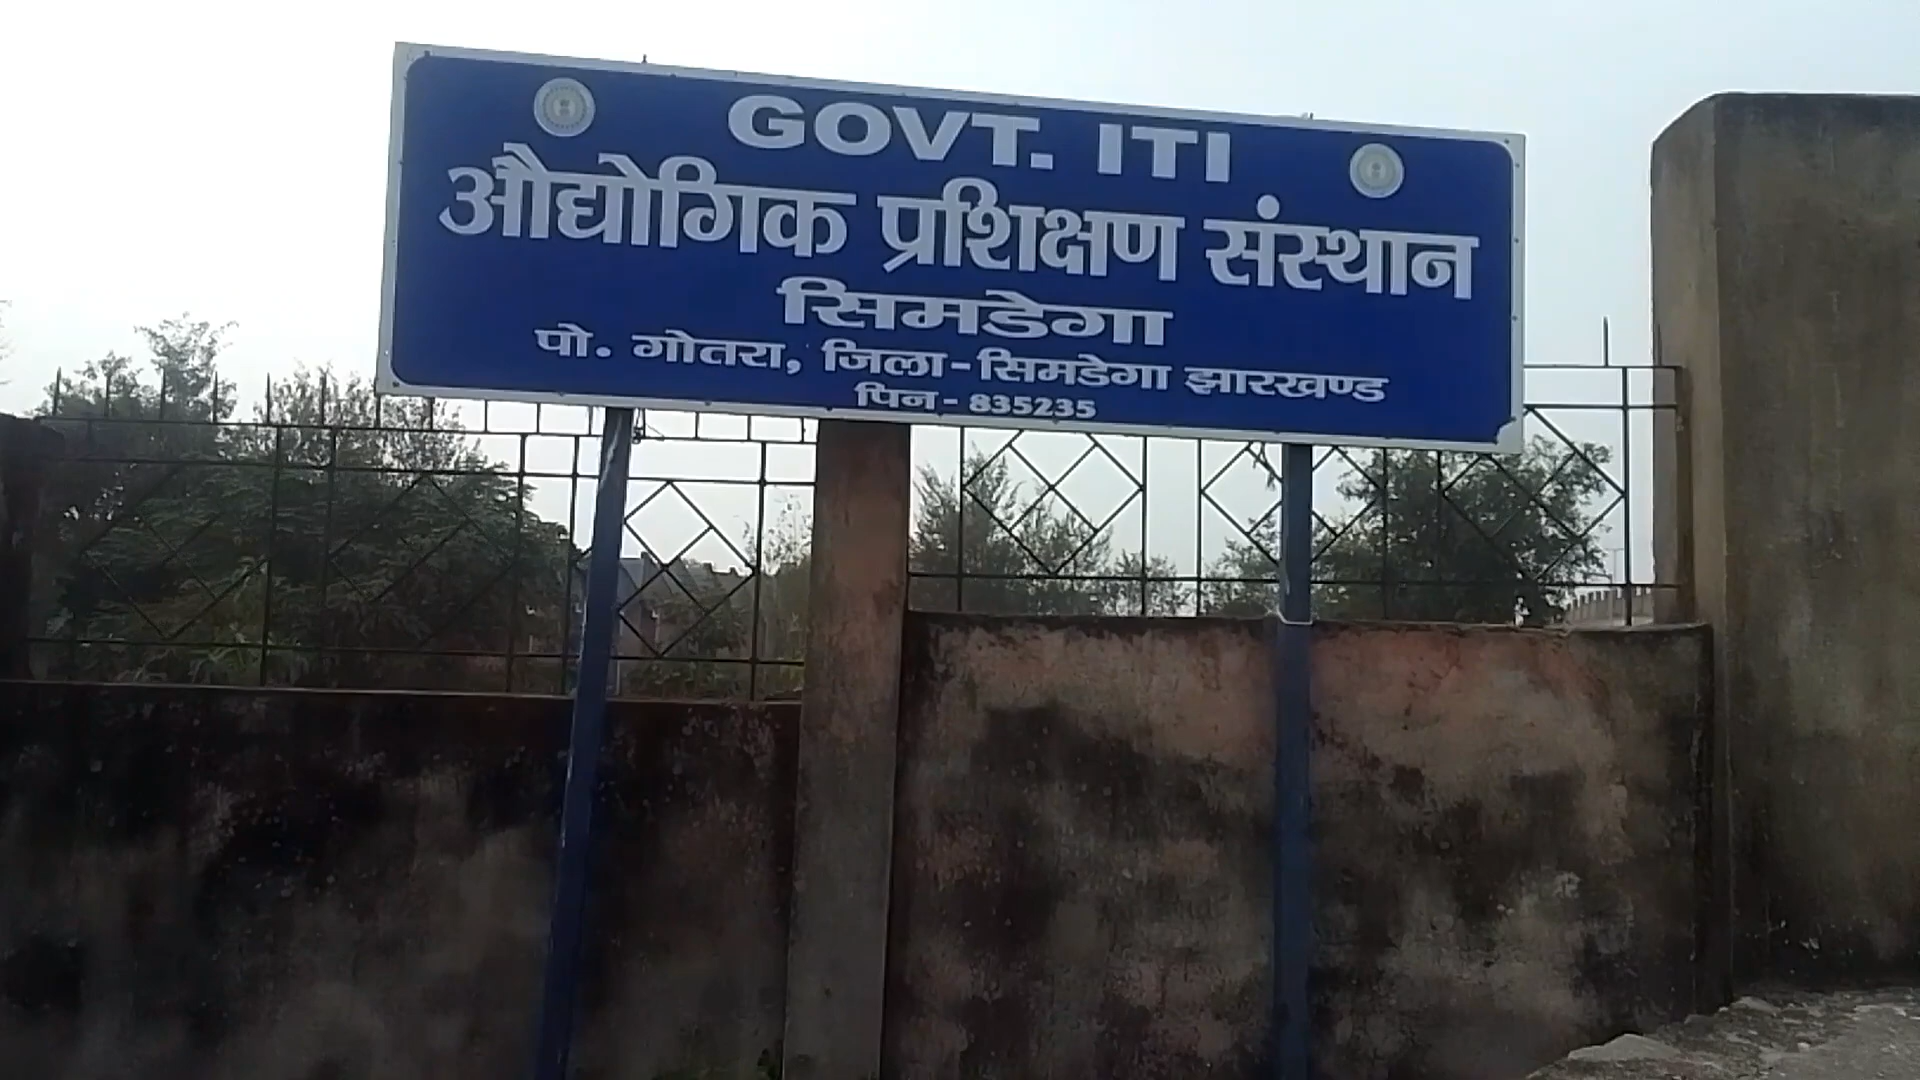 GOVT. ITI
औद्योगिक प्रशिक्षण संस्थान
सिमडेगा
पो. गोतरा, जिला-सिमडेगा झारखण्ड
पिन - 835235